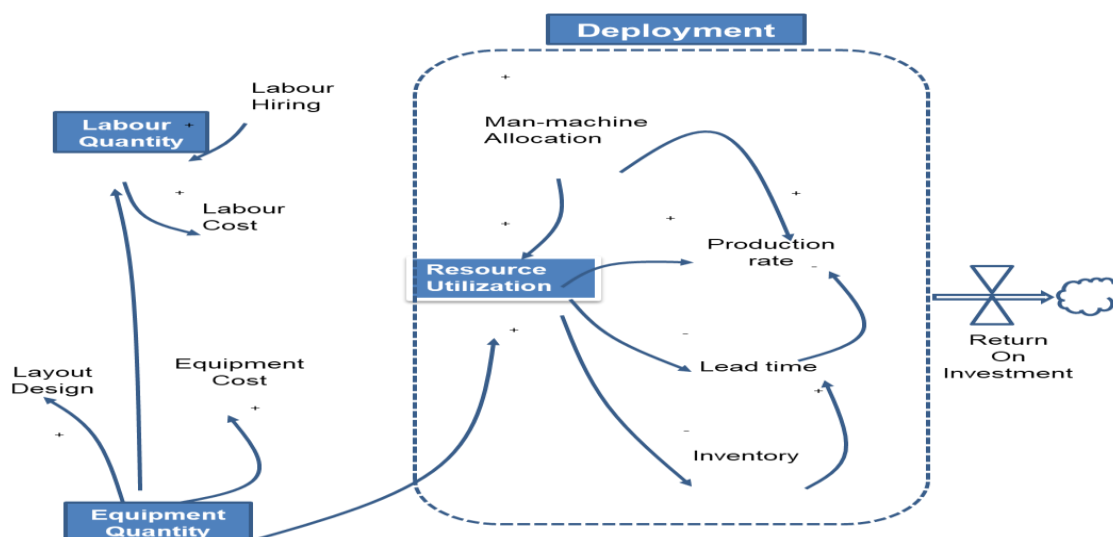 Deployment
Labour
Hiring
+
Labour
Quantity
+
Man-machine
Allocation
+
Labour
Cost
+
+
+
Production
rate
-
Resource
Utilization
+
-
Return
On
Investment
Layout
Design
Equipment
Cost
Lead time
+
+
+
-
Inventory
Equipment
Quantity